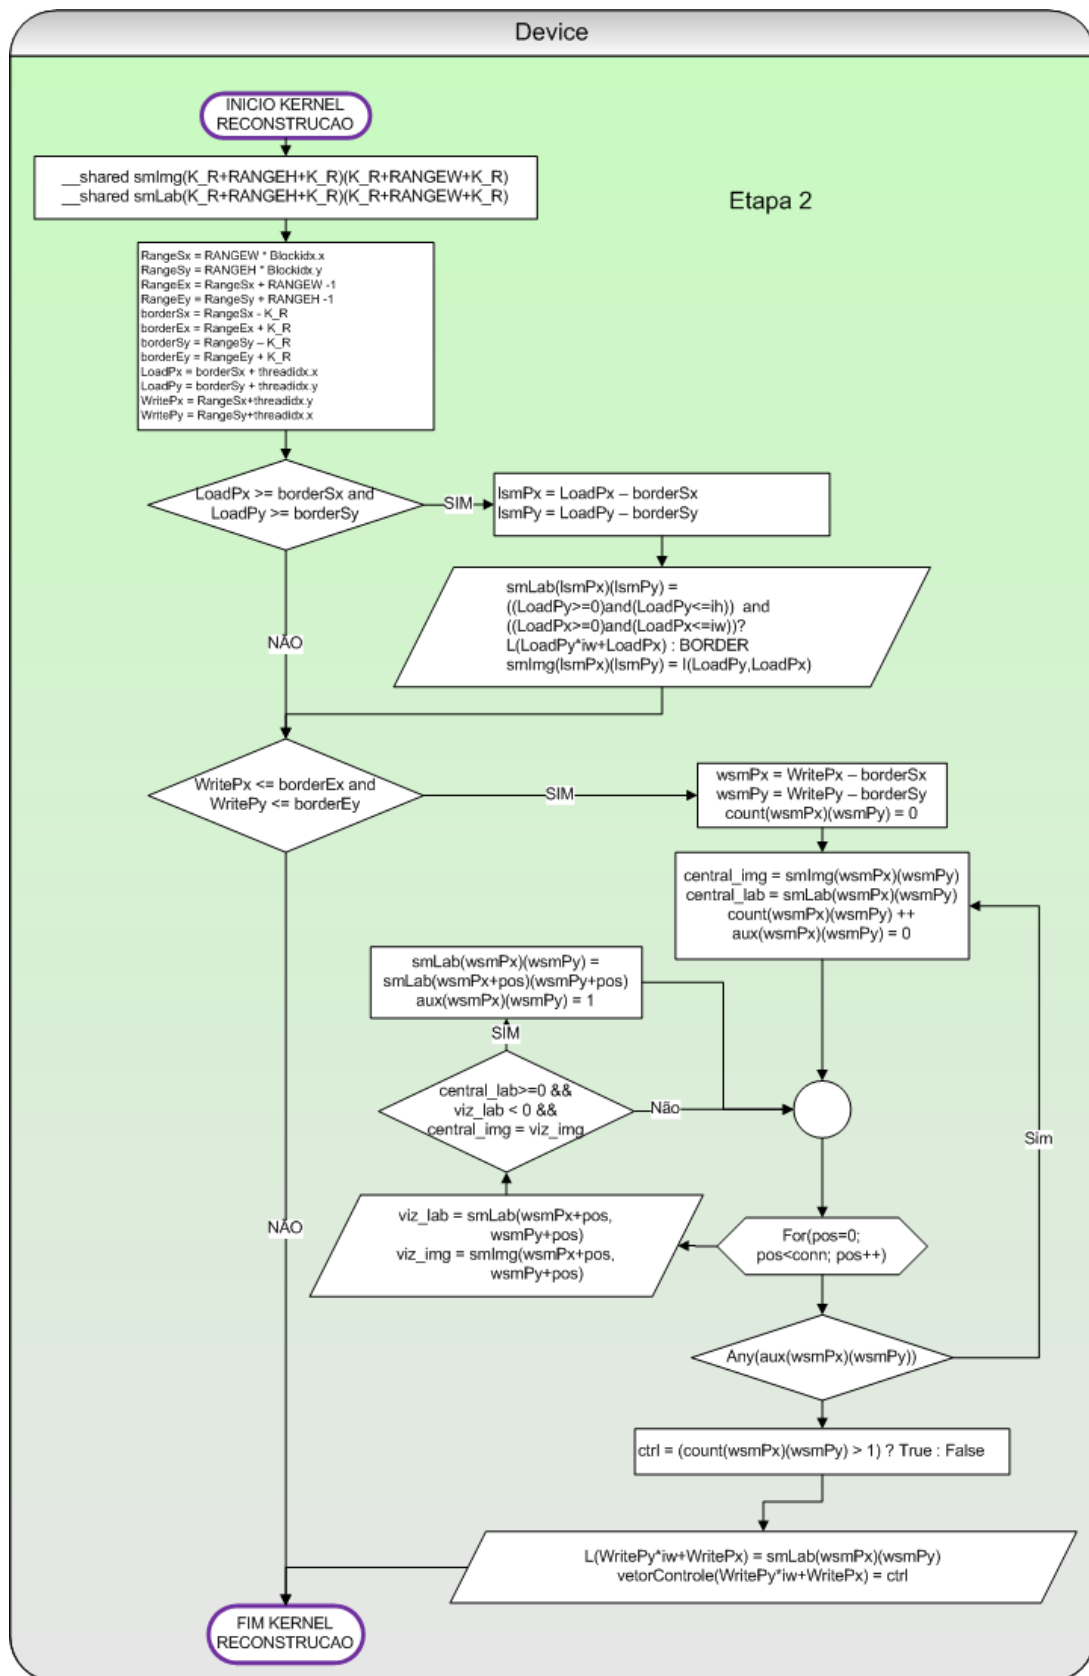 Device
INICIO KERNEL
RECONSTRUCAO
__shared smImg(K_R+RANGEH+K_R)(K_R+RANGEW+K_R)
__shared smLab(K_R+RANGEH+K_R)(K_R+RANGEW+K_R)
Etapa 2
RangeSx = RANGEW * Blockidx.x
RangeSy = RANGEH * Blockidx.y
RangeEx = RangeSx + RANGEW -1
RangeEy = RangeSy + RANGEH -1
borderSx = RangeSx - K_R
borderEx = RangeEx + K_R
borderSy = RangeSy – K_R
borderEy = RangeEy + K_R
LoadPx = borderSx + threadidx.x
LoadPy = borderSy + threadidx.y
WritePx = RangeSx+threadidx.y
WritePy = RangeSy+threadidx.x
LoadPx >= borderSx and
LoadPy >= borderSy
SIM
lsmPx = LoadPx – borderSx
lsmPy = LoadPy – borderSy
smLab(lsmPx)(lsmPy) =
((LoadPy>=0)and(LoadPy<=ih)) and
((LoadPx>=0)and(LoadPx<=iw))?
L(LoadPy*iw+LoadPx) : BORDER
smImg(lsmPx)(lsmPy) = I(LoadPy,LoadPx)
NÃO
WritePx <= borderEx and
WritePy <= borderEy
SIM
wsmPx = WritePx – borderSx
wsmPy = WritePy – borderSy
count(wsmPx)(wsmPy) = 0
central_img = smImg(wsmPx)(wsmPy)
central_lab = smLab(wsmPx)(wsmPy)
count(wsmPx)(wsmPy) ++
aux(wsmPx)(wsmPy) = 0
smLab(wsmPx)(wsmPy) =
smLab(wsmPx+pos)(wsmPy+pos)
aux(wsmPx)(wsmPy) = 1
SIM
central_lab>=0 &&
viz_lab < 0 &&
central_img = viz_img
Não
Sim
viz_lab = smLab(wsmPx+pos,
wsmPy+pos)
viz_img = smImg(wsmPx+pos,
wsmPy+pos)
For(pos=0;
pos<conn; pos++)
NÃO
Any(aux(wsmPx)(wsmPy))
ctrl = (count(wsmPx)(wsmPy) > 1) ? True : False
L(WritePy*iw+WritePx) = smLab(wsmPx)(wsmPy)
vetorControle(WritePy*iw+WritePx) = ctrl
FIM KERNEL
RECONSTRUCAO